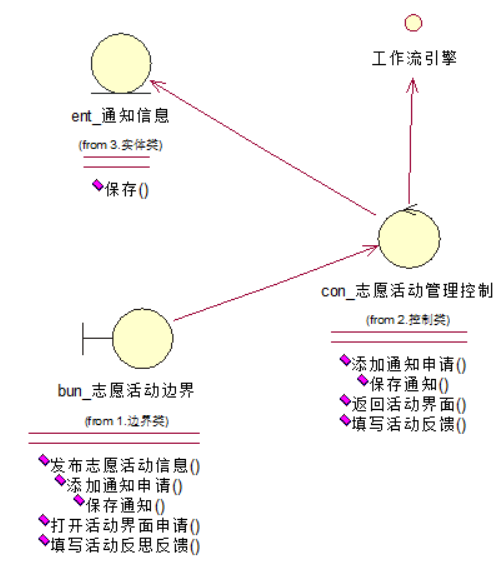 工作流引擎
ent_通知信息
(from 3.实体类)
保存()
con_志愿活动管理控制
(from 2.控制类)
添加通知申请()
保存通知()
返回活动界面()
填写活动反馈()
bun_志愿活动边界
(from 1.边界类)
发布志愿活动信息()
添加通知申请()
保存通知()
打开活动界面申请()
填写活动反思反馈()